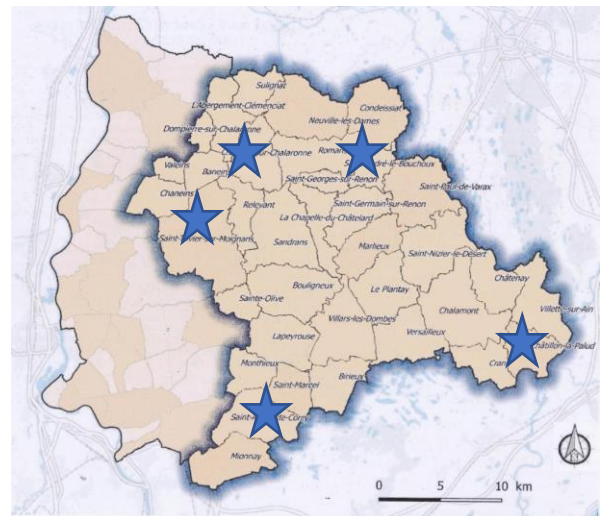 Sulignat
Condeissiat
L'Abergement-Clémenciat
Neuville-les-Dames
Dompierre-sur-Chalaronne
sur-Chalaronne
Romans
Valeins
Baneins
Saint-Georges-sur-Renon
Saint-Paul-de-Varax
Chaneins
Relevant
Saint-Germain-sur-Renon
La Chapelle-du-Châtelard
Sandrans
Marlieux
Saint-Nizier-le-Désert
Châtenay
Bouligneux
Le Plantay
Sainte-Olive
Chalamont
Villette-sur-Ain
Villars-les-Dombes
Versailleux
Lapeyrouse
Châtillon-la-Palud
Monthieux
Saint-Marcel
Birieux
Cran
Mionnay
0 5 10 km